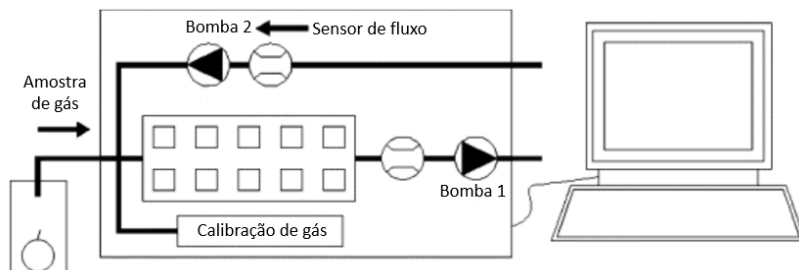 Bomba 2
Sensor de fluxo
Amostra
de gás
Bomba 1
Calibração de gás